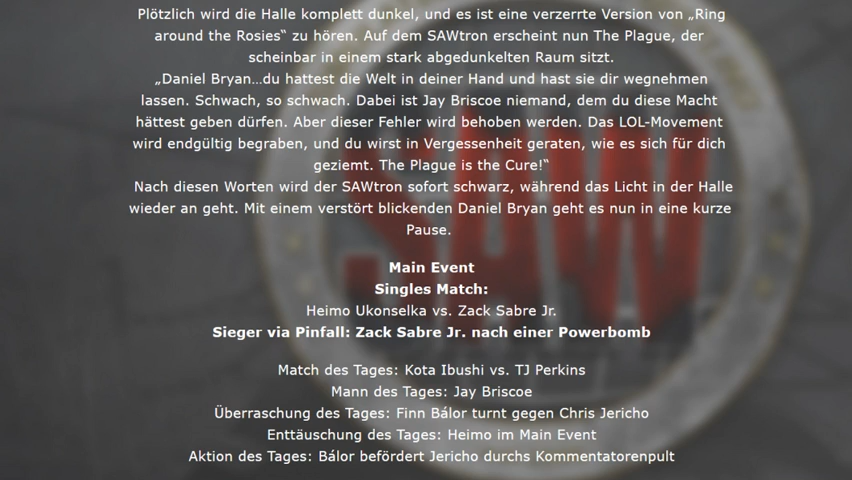 Plötzlich wird die Halle komplett dunkel, und es ist eine verzerrte Version von „Ring
around the Rosies“ zu hören. Auf dem SAWtron erscheint nun The Plague, der
scheinbar in einem stark abgedunkelten Raum sitzt.
„Daniel Bryan…du hattest die Welt in deiner Hand und hast sie dir wegnehmen
lassen. Schwach, so schwach. Dabei ist Jay Briscoe niemand, dem du diese Macht
hättest geben dürfen. Aber dieser Fehler wird behoben werden. Das LOL-Movement
wird endgültig begraben, und du wirst in Vergessenheit geraten, wie es sich für dich
geziemt. The Plague is the Cure!“
Nach diesen Worten wird der SAWtron sofort schwarz, während das Licht in der Halle
wieder an geht. Mit einem verstört blickenden Daniel Bryan geht es nun in eine kurze
Pause.
Main Event
Singles Match:
Heimo Ukonselka vs. Zack Sabre Jr.
Sieger via Pinfall: Zack Sabre Jr. nach einer Powerbomb
Match des Tages: Kota Ibushi vs. TJ Perkins
Mann des Tages: Jay Briscoe
Überraschung des Tages: Finn Bálor turnt gegen Chris Jericho
Enttäuschung des Tages: Heimo im Main Event
Aktion des Tages: Bálor befördert Jericho durchs Kommentatorenpult
SAW